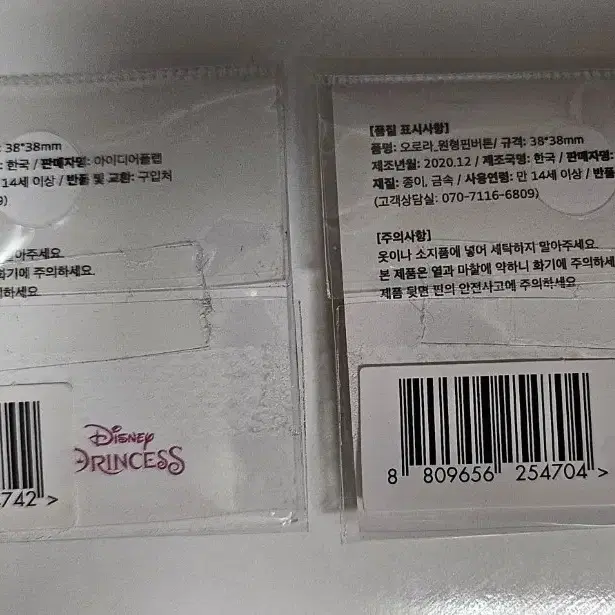 : 38*38mm
: 한국 / 판매자명: 아이디어플랩
14세 이상 / 반품 및 교환: 구입처
9)
말아주세요
화기에 주의하세요
의하세요
742 >
Disney
PRINCESS
[품질 표시사항]
품명: 오로라_원형핀버튼/ 규격: 38*38mm
제조년월: 2020.12 / 제조국명: 한국 / 판매자명:
재질: 종이, 금속 / 사용연령: 만 14세 이상 / 반품
(고객상담실: 070-7116-6809)
[주의사항]
옷이나 소지품에 넣어 세탁하지 말아주세요
본 제품은 열과 마찰에 약하니 화기에 주의하세
제품 뒷면 핀의 안전사고에 주의하세요
8 809656 254704 >